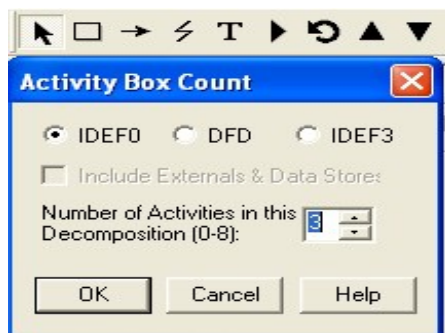 T
Activity Box Count
IDEF0 DFD IDEF3
Include Externals & Data Stores
Number of Activities in this
Decomposition (0-8):
3
OK Cancel Help